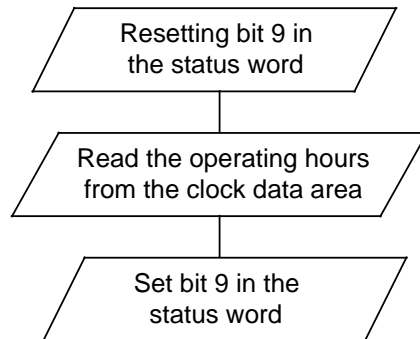 Resetting bit 9 in
the status word
Read the operating hours
from the clock data area
Set bit 9 in the
status word